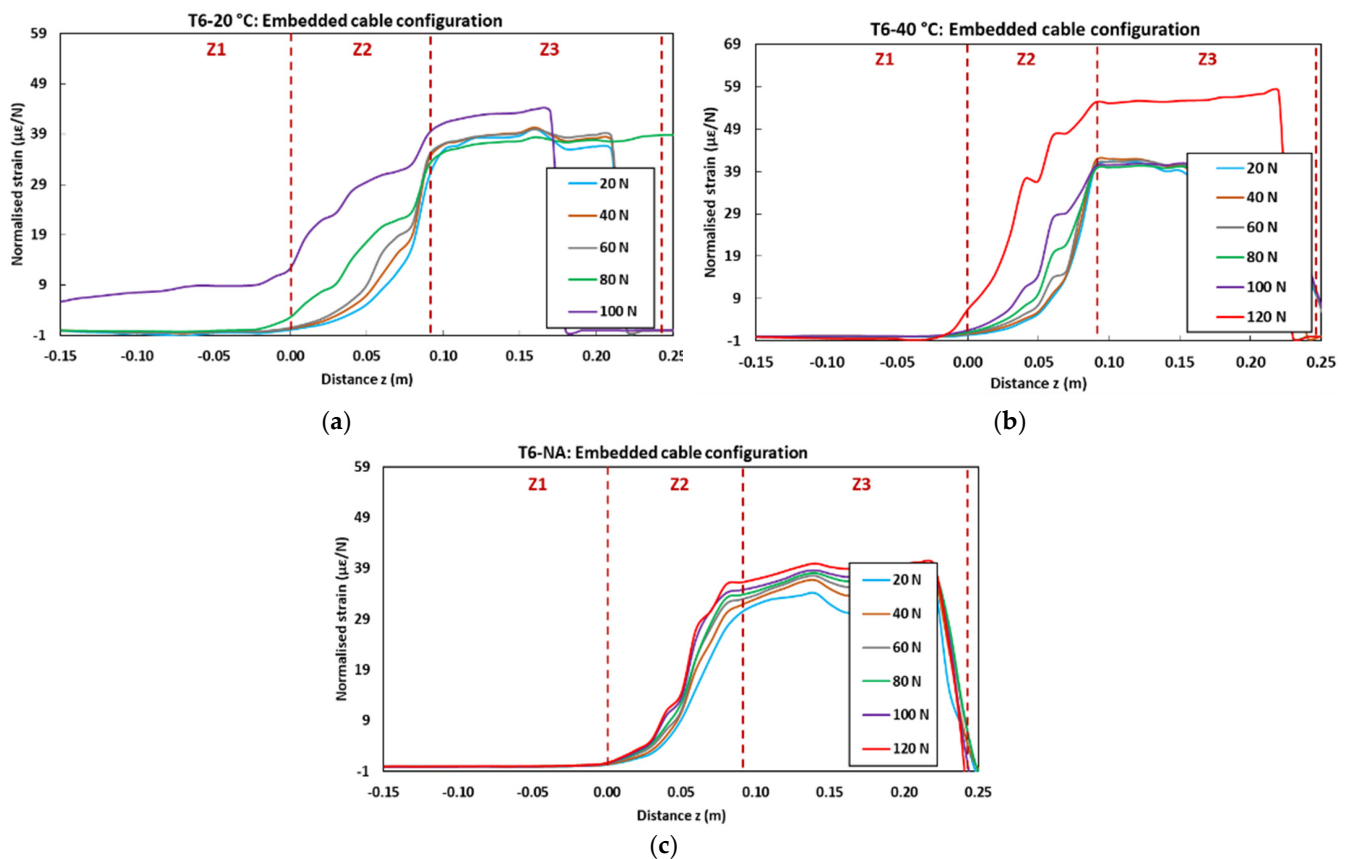 T6-20 °C: Embedded cable configuration
59
49
39
29
19
9
-1
Normalised strain (με/N)
Z1 Z2 Z3
20 N
40 N
60 N
80 N
100 N
-0.15 -0.10 -0.05 0.00 0.05 0.10 0.15 0.20 0.25
Distance z (m)
(a)
T6-40 °C: Embedded cable configuration
69
59
49
39
29
19
9
-1
Normalised strain (με/N)
Z1 Z2 Z3
20 N
40 N
60 N
80 N
100 N
120 N
-0.15 -0.10 -0.05 0.00 0.05 0.10 0.15 0.20 0.25
Distance z (m)
(b)
T6-NA: Embedded cable configuration
59
49
39
29
19
9
-1
Normalised strain (με/N)
Z1 Z2 Z3
20 N
40 N
60 N
80 N
100 N
120 N
-0.15 -0.10 -0.05 0.00 0.05 0.10 0.15 0.20 0.25
Distance z (m)
(c)